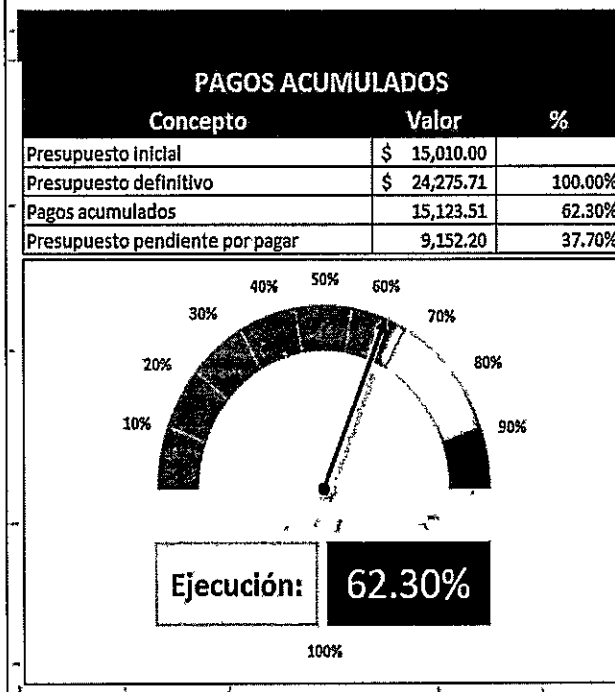 PAGOS ACUMULADOS
Concepto Valor %
Presupuesto inicial $ 15,010.00
Presupuesto definitivo $ 24,275.71 100.00%
Pagos acumulados 15,123.51 62.30%
Presupuesto pendiente por pagar 9,152.20 37.70%
10%
20%
30%
40%
50%
60%
70%
80%
90%
Ejecución: 62.30%
100%